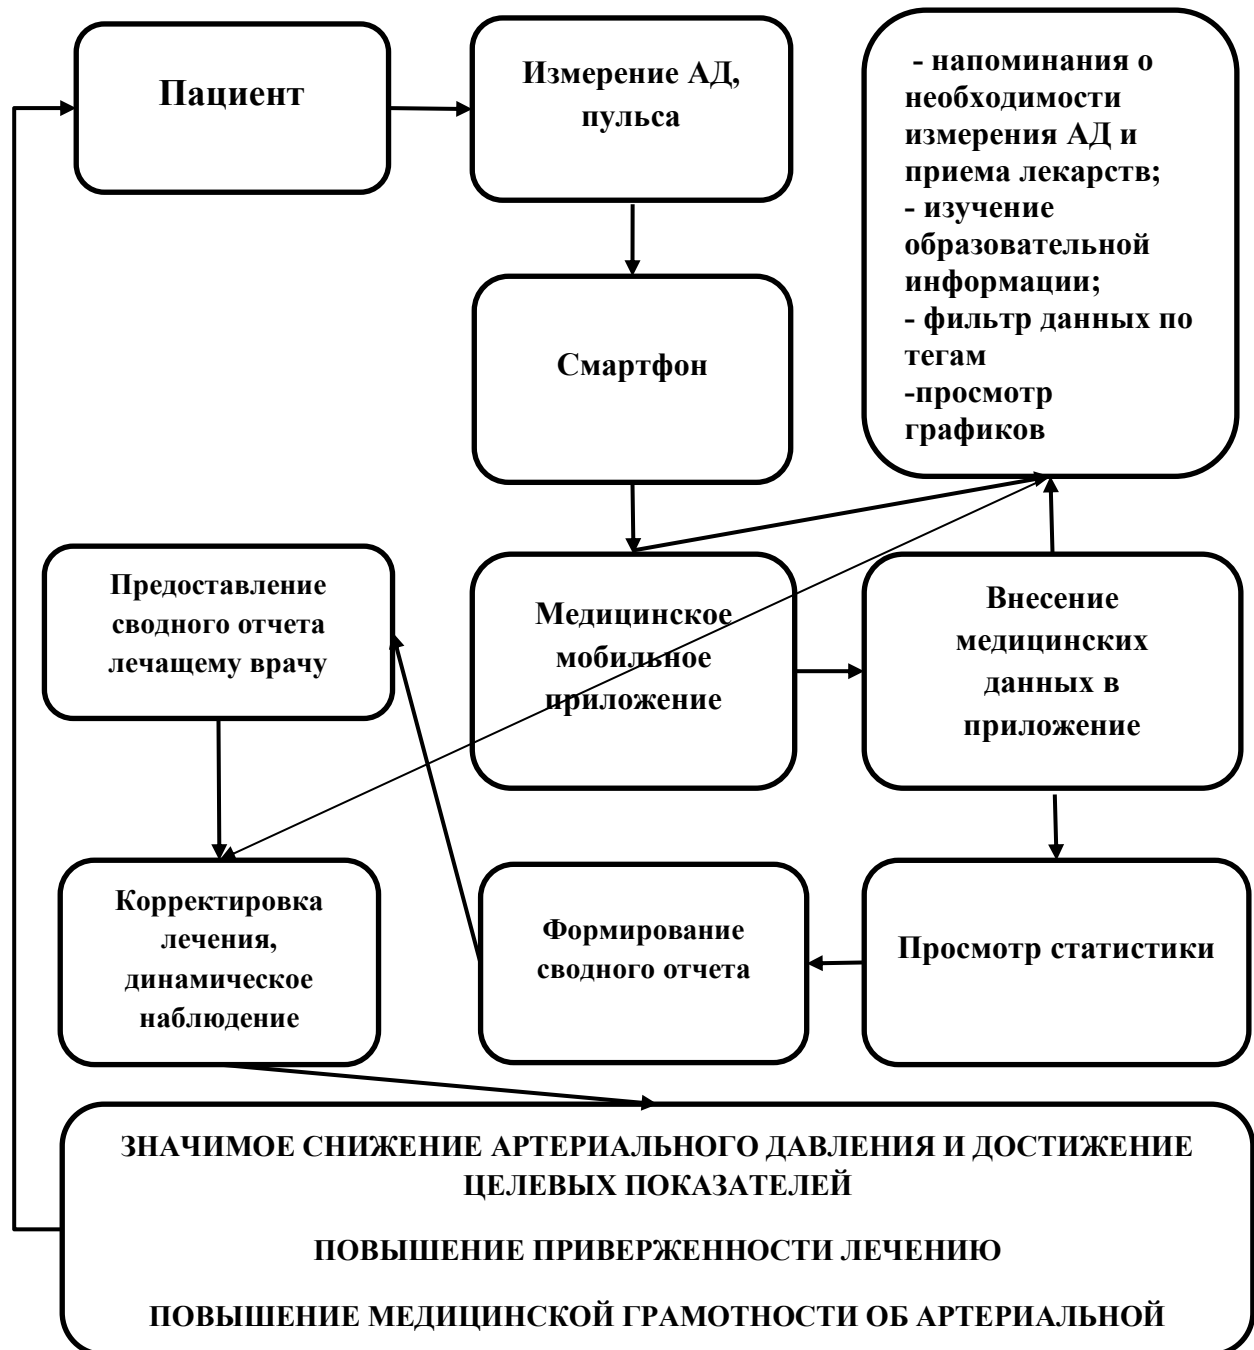 Пациент
Измерение АД,
пульса
- напоминания о
необходимости
измерения АД и
приема лекарств;
- изучение
образовательной
информации;
- фильтр данных по
тегам
-просмотр
графиков
Смартфон
Предоставление
сводного отчета
лечащему врачу
Медицинское
мобильное
приложение
Внесение
медицинских
данных в
приложение
Корректировка
лечения,
динамическое
наблюдение
Формирование
сводного отчета
Просмотр статистики
ЗНАЧИМОЕ СНИЖЕНИЕ АРТЕРИАЛЬНОГО ДАВЛЕНИЯ И ДОСТИЖЕНИЕ
ЦЕЛЕВЫХ ПОКАЗАТЕЛЕЙ
ПОВЫШЕНИЕ ПРИВЕРЖЕННОСТИ ЛЕЧЕНИЮ
ПОВЫШЕНИЕ МЕДИЦИНСКОЙ ГРАМОТНОСТИ ОБ АРТЕРИАЛЬНОЙ